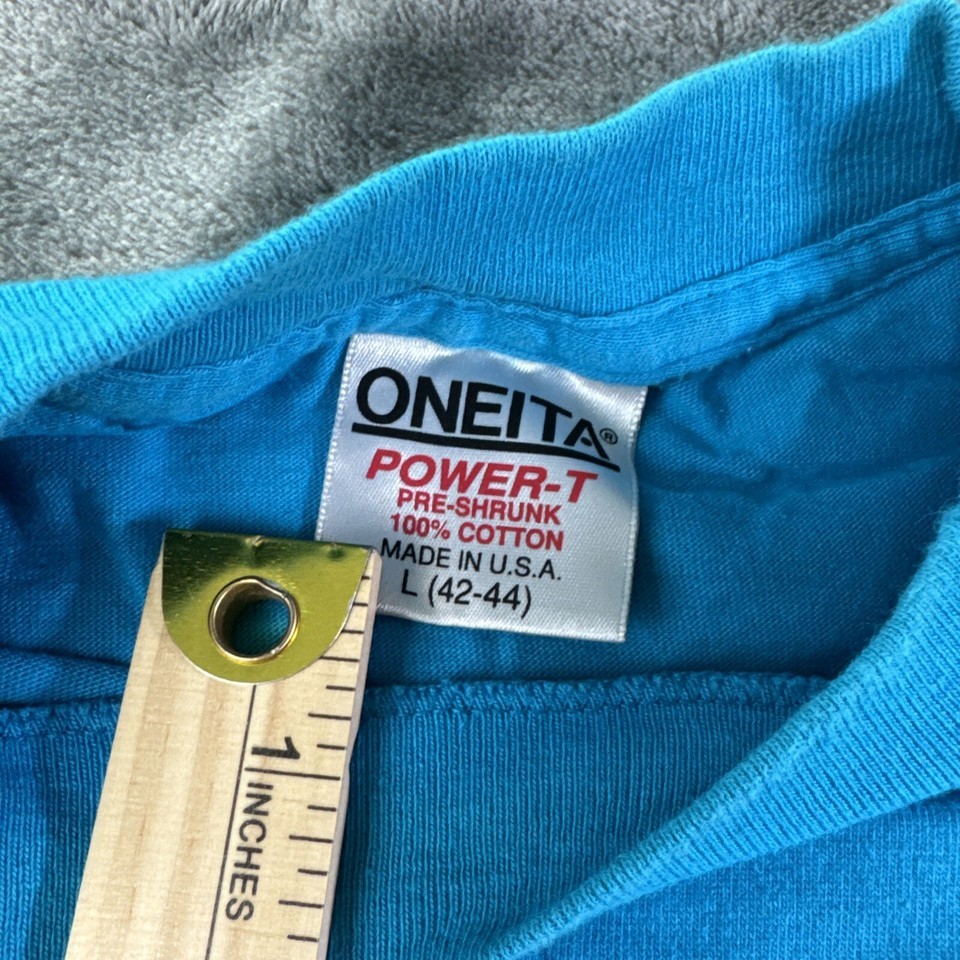 ONEITA®
POWER-T
PRE-SHRUNK
100% COTTON
MADE IN U.S.A.
L (42-44)
1
INCHES